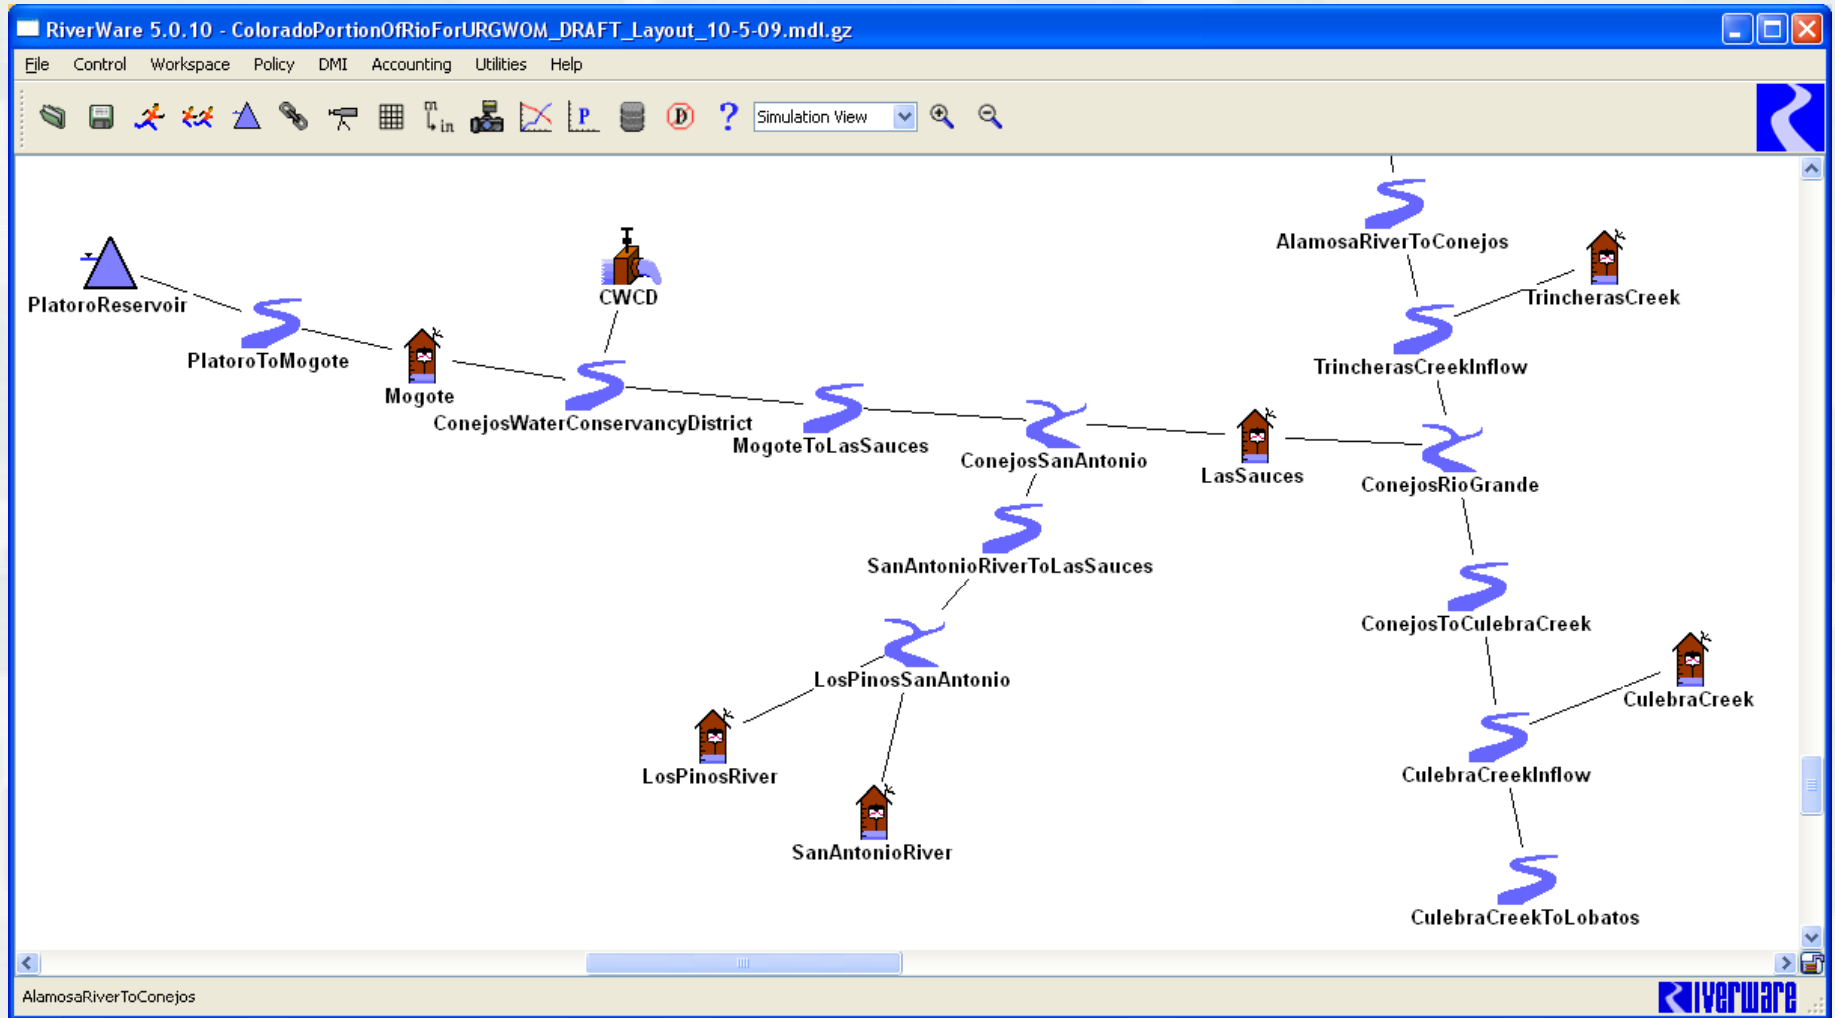 RiverWare 5.0.10 - ColoradoPortionOfRioForURGWOM_DRAFT_Layout_10-5-09.mdl.gz
File Control Workspace Policy DMI Accounting Utilities Help
m in P D ? Simulation View
AlamosaRiverToConejos
TrincherasCreek
CWCD
PlatoroReservoir
PlatoroToMogote
TrincherasCreekInflow
Mogote
ConejosWaterConservancyDistrict
MogoteToLasSauces
ConejosSanAntonio
LasSauces
ConejosRioGrande
SanAntonioRiverToLasSauces
ConejosToCulebraCreek
LosPinosSanAntonio
CulebraCreek
LosPinosRiver
CulebraCreekInflow
SanAntonioRiver
CulebraCreekToLobatos
AlamosaRiverToConejos
Riverware